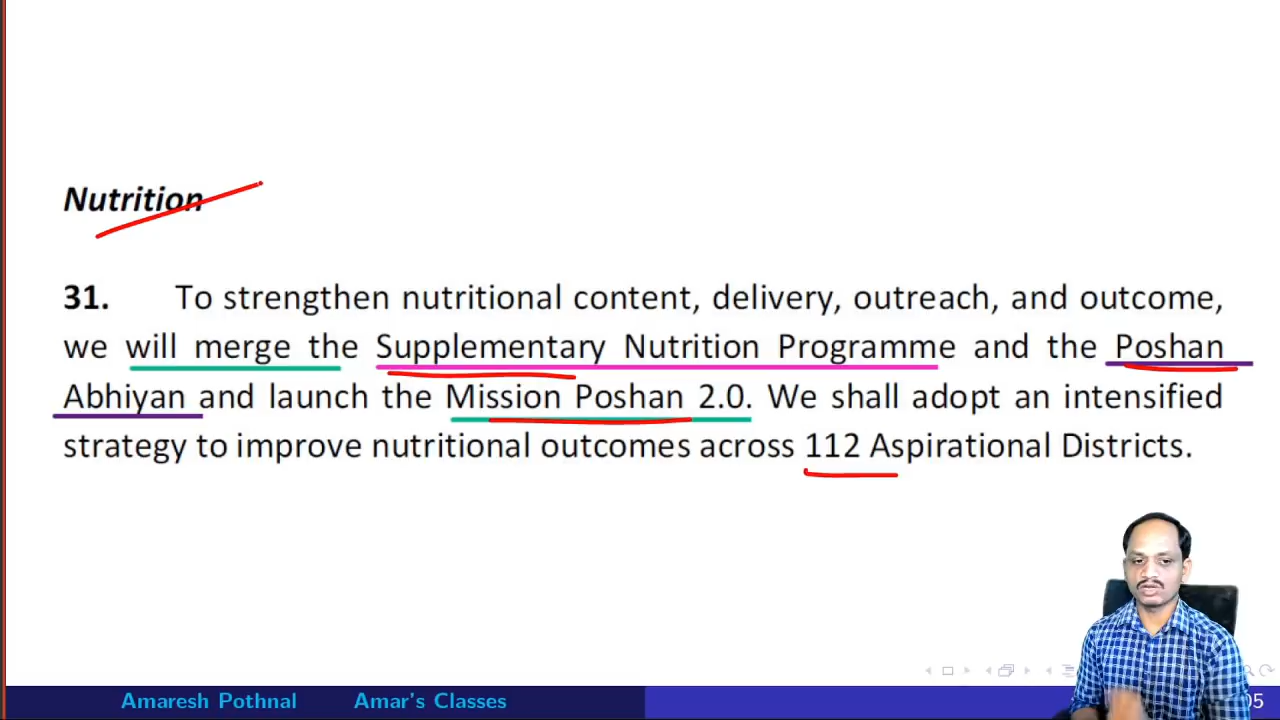 Nutrition
31. To strengthen nutritional content, delivery, outreach, and outcome,
we will merge the Supplementary Nutrition Programme and the Poshan
Abhiyan and launch the Mission Poshan 2.0. We shall adopt an intensified
strategy to improve nutritional outcomes across 112 Aspirational Districts.
Amaresh Pothnal Amar's Classes